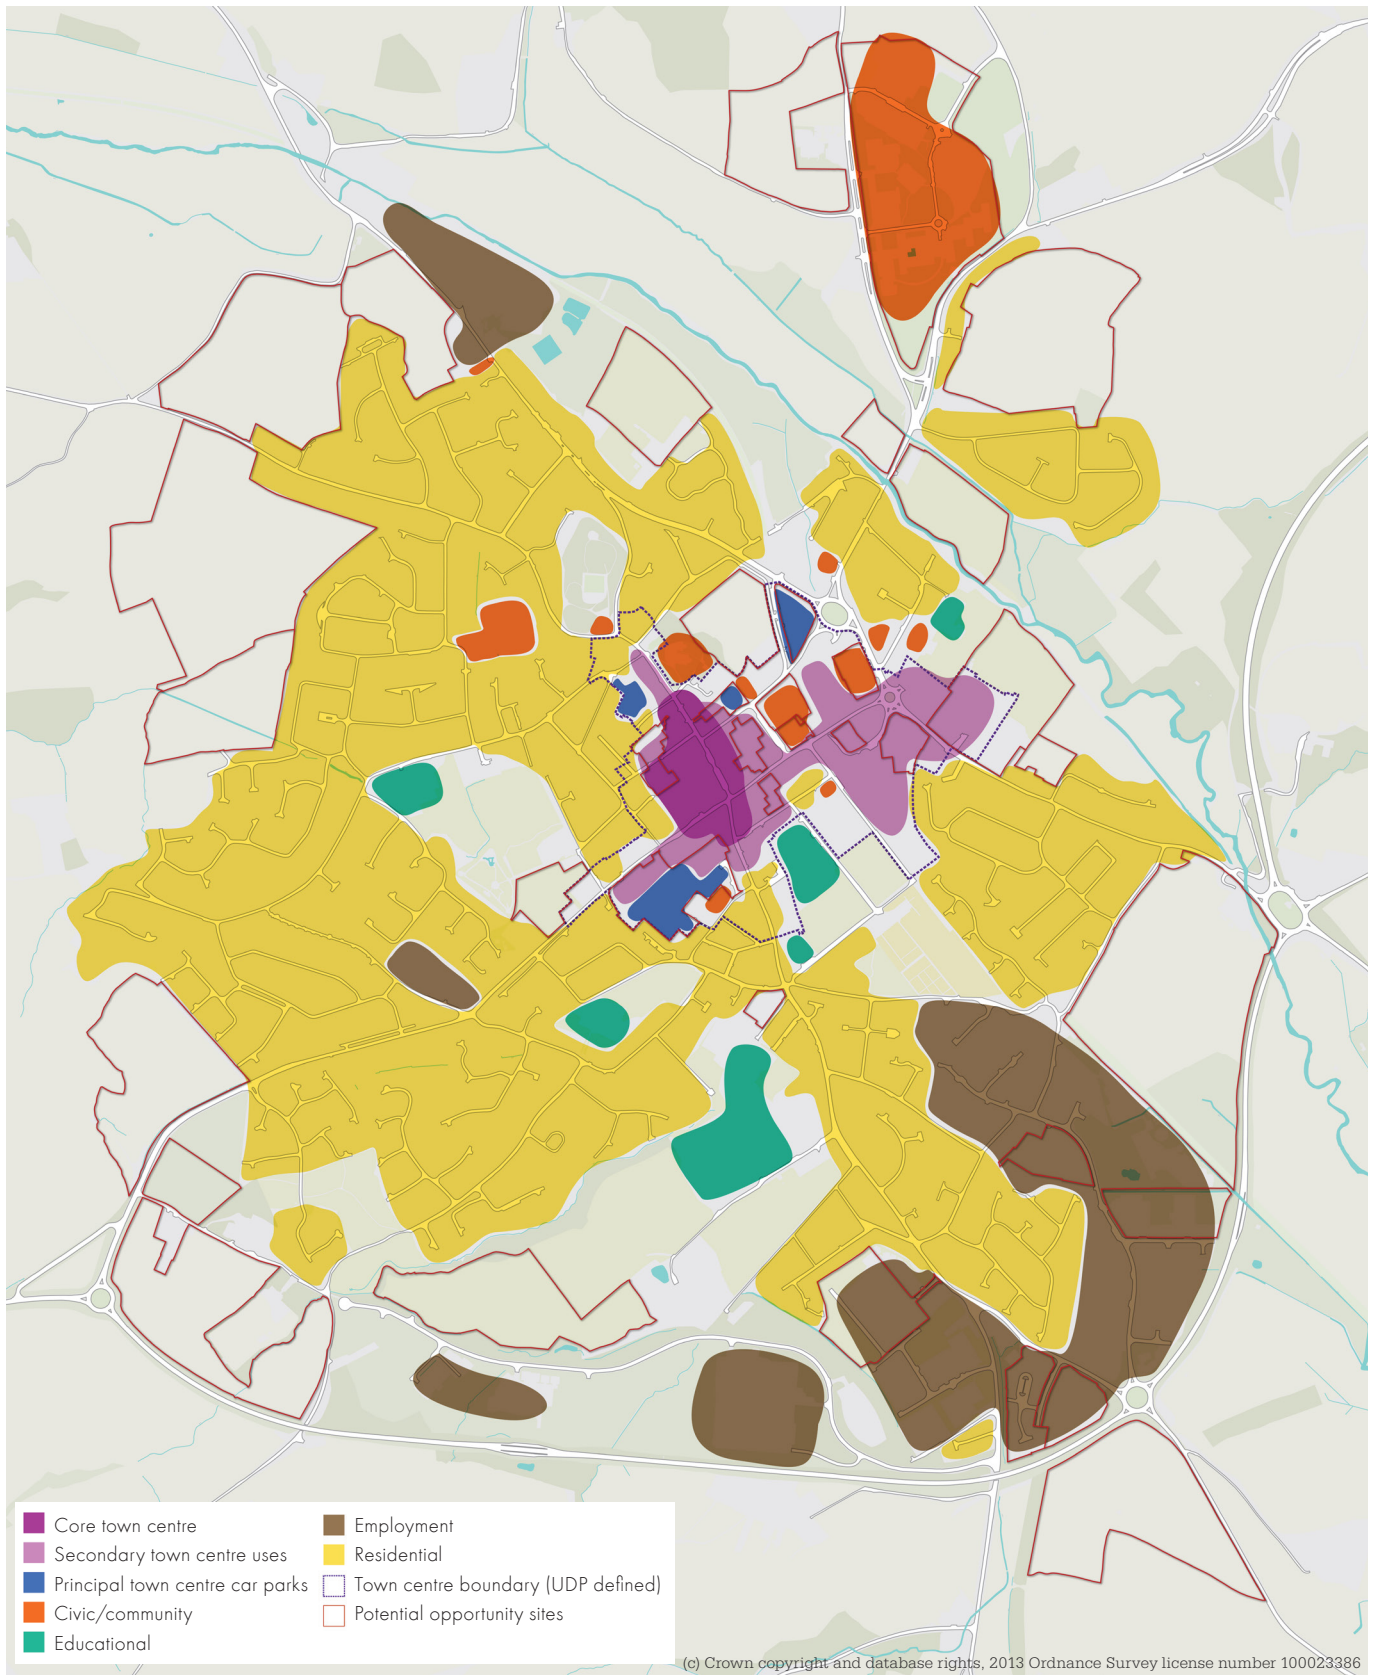 Core town centre
Secondary town centre uses
Principal town centre car parks
Civic/community
Educational
Employment
Residential
Town centre boundary (UDP defined)
Potential opportunity sites
(c) Crown copyright and database rights, 2013 Ordnance Survey license number 100023386